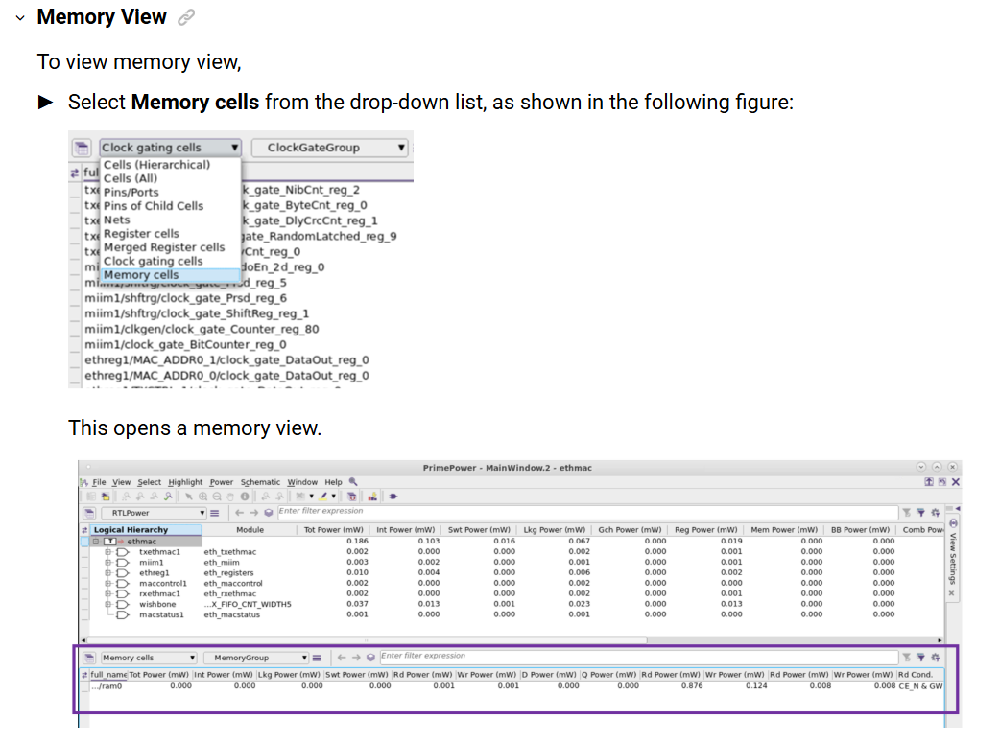 Memory View
To view memory view,
► Select Memory cells from the drop-down list, as shown in the following figure:
Clock gating cells ▼ ClockGateGroup ▼
Cells (Hierarchical)
Cells (All)
Pins/Ports
Pins of Child Cells
Nets
Register cells
Merged Register cells
Clock gating cells
Memory cells
ful
txe k_gate_NibCnt_reg_2
txe k_gate_ByteCnt_reg_0
txe k_gate_DlyCrcCnt_reg_1
txe gate_RandomLatched_reg_9
txe Cnt_reg_0
mi doEn_2d_reg_0
d_reg_5
miim1/shftrg/clock_gate_Prsd_reg_6
miim1/shftrg/clock_gate_ShiftReg_reg_1
miim1/clkgen/clock_gate_Counter_reg_80
miim1/clock_gate_BitCounter_reg_0
ethreg1/MAC_ADDR0_1/clock_gate_DataOut_reg_0
ethreg1/MAC_ADDR0_0/clock_gate_DataOut_reg_0
This opens a memory view.
PrimePower - MainWindow.2 - ethmac
File View Select Highlight Power Schematic Window Help
RTLPower ▼ Enter filter expression
Logical Hierarchy Module Tot Power (mW) Int Power (mW) Swt Power (mW) Lkg Power (mW) Gch Power (mW) Reg Power (mW) Mem Power (mW) BB Power (mW) Comb Pow
T ethmac 0.186 0.103 0.016 0.067 0.000 0.019 0.000 0.000
txethmac1 eth_txethmac 0.002 0.000 0.000 0.002 0.000 0.001 0.000 0.000
miim1 eth_miim 0.003 0.002 0.000 0.001 0.000 0.002 0.000 0.000
ethreg1 eth_registers 0.010 0.004 0.000 0.006 0.000 0.002 0.000 0.000
maccontrol1 eth_maccontrol 0.002 0.000 0.000 0.002 0.000 0.000 0.000 0.000
rxethmac1 eth_rxethmac 0.002 0.000 0.000 0.002 0.000 0.001 0.000 0.000
wishbone ...X_FIFO_CNT_WIDTH5 0.037 0.013 0.001 0.023 0.000 0.013 0.000 0.000
macstatus1 eth_macstatus 0.001 0.000 0.000 0.001 0.000 0.000 0.000 0.000
View Settings
Memory cells ▼ MemoryGroup ▼ Enter filter expression
full_name Tot Power (mW) Int Power (mW) Lkg Power (mW) Swt Power (mW) Rd Power (mW) Wr Power (mW) D Power (mW) Q Power (mW) Rd Power (mW) Wr Power (mW) Rd Power (mW) Wr Power (mW) Rd Cond.
.../ram0 0.000 0.000 0.000 0.000 0.001 0.001 0.000 0.000 0.876 0.124 0.008 0.008 CE_N & GW